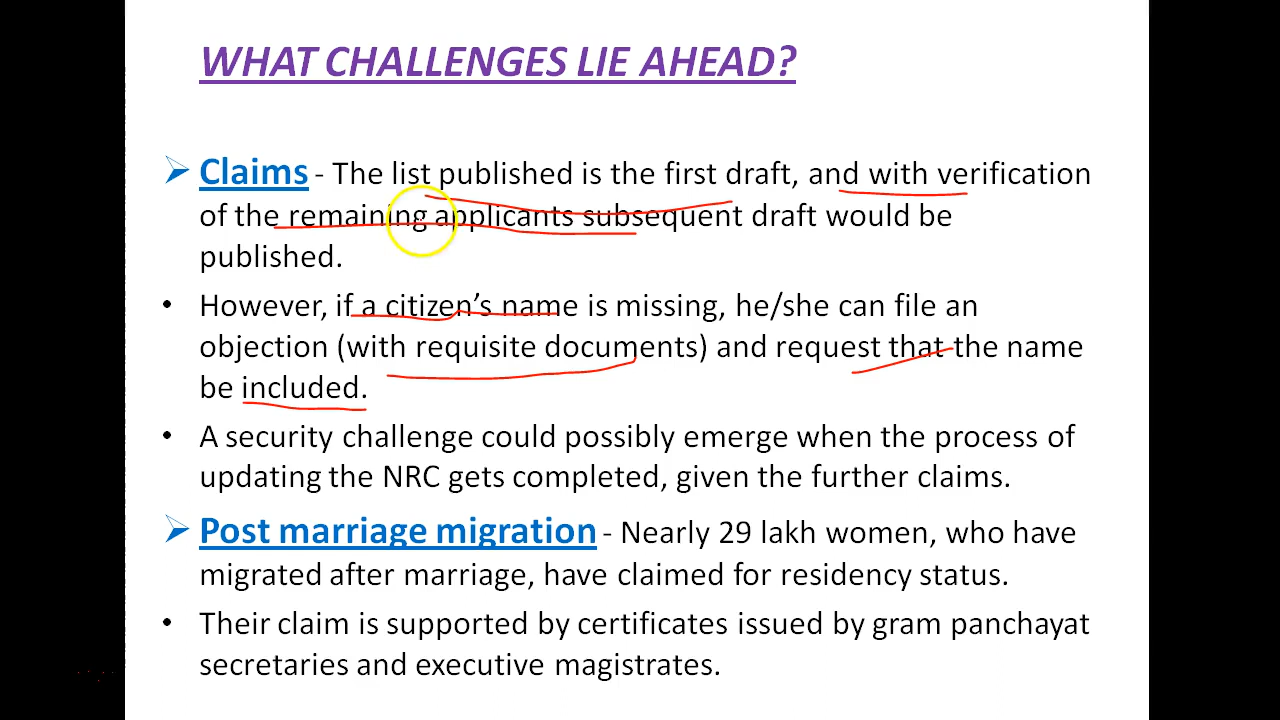 WHAT CHALLENGES LIE AHEAD?
➢ Claims - The list published is the first draft, and with verification
of the remaining applicants subsequent draft would be
published.
• However, if a citizen’s name is missing, he/she can file an
objection (with requisite documents) and request that the name
be included.
• A security challenge could possibly emerge when the process of
updating the NRC gets completed, given the further claims.
➢ Post marriage migration - Nearly 29 lakh women, who have
migrated after marriage, have claimed for residency status.
• Their claim is supported by certificates issued by gram panchayat
secretaries and executive magistrates.